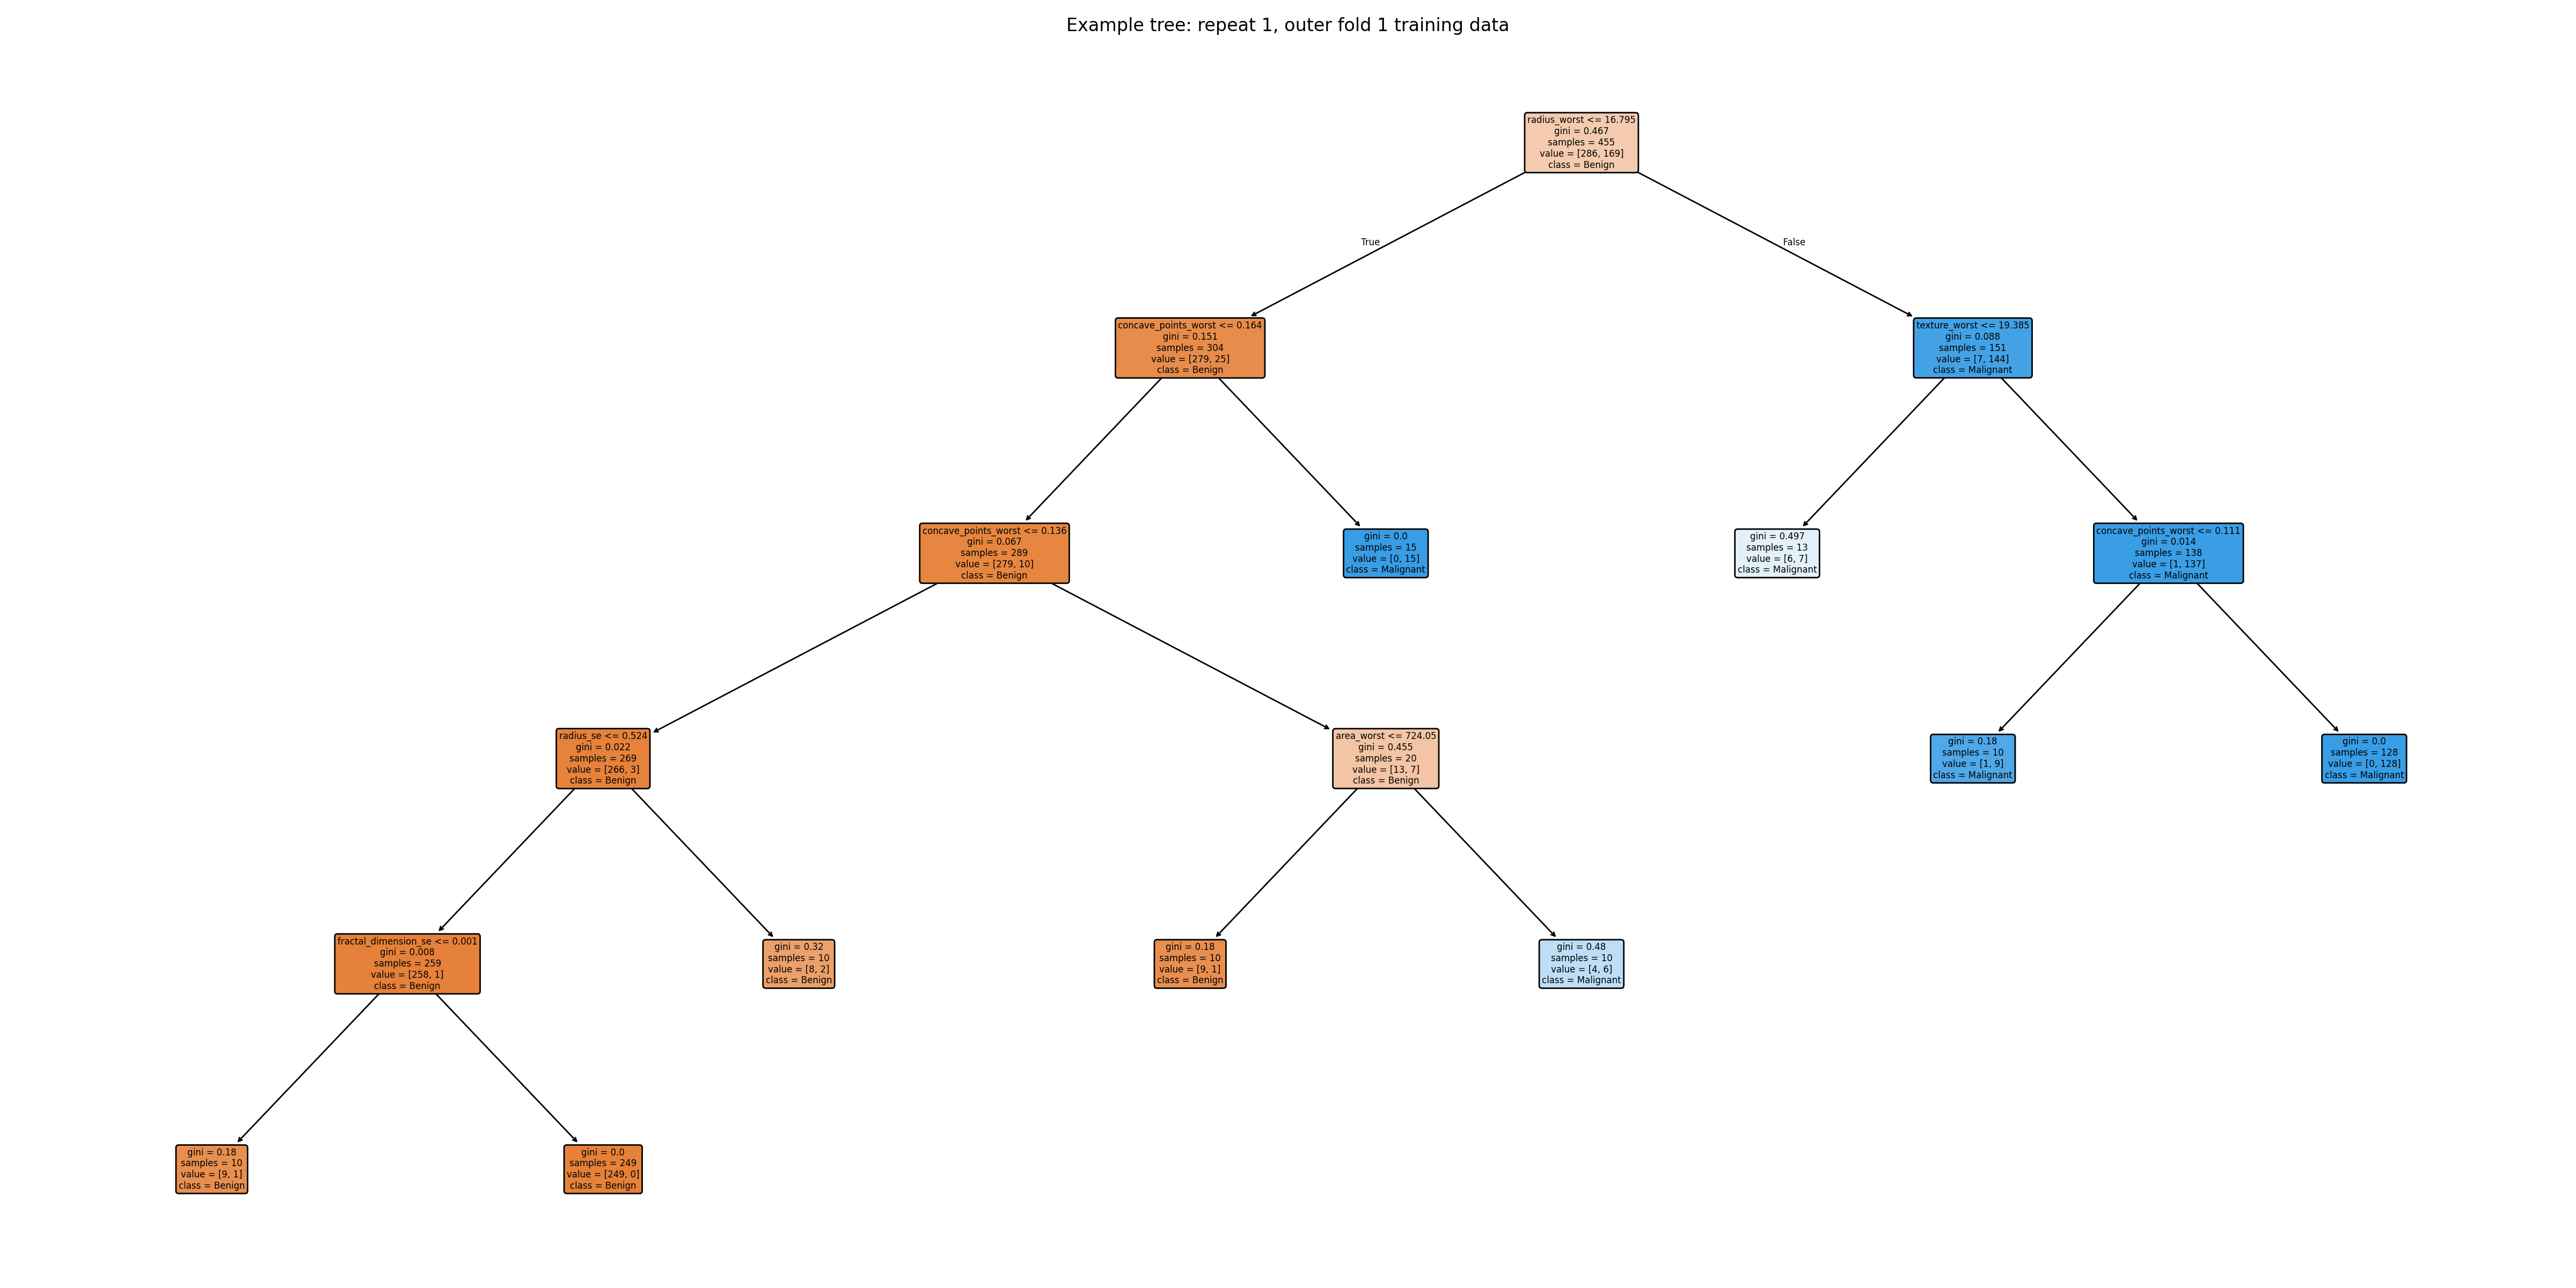 Example tree: repeat 1, outer fold 1 training data
radius_worst <= 16.795
gini = 0.467
samples = 455
value = [286, 169]
class = Benign
True
False
concave_points_worst <= 0.164
gini = 0.151
samples = 304
value = [279, 25]
class = Benign
texture_worst <= 19.385
gini = 0.088
samples = 151
value = [7, 144]
class = Malignant
concave_points_worst <= 0.136
gini = 0.067
samples = 289
value = [279, 10]
class = Benign
gini = 0.0
samples = 15
value = [0, 15]
class = Malignant
gini = 0.497
samples = 13
value = [6, 7]
class = Malignant
concave_points_worst <= 0.111
gini = 0.014
samples = 138
value = [1, 137]
class = Malignant
radius_se <= 0.524
gini = 0.022
samples = 269
value = [266, 3]
class = Benign
area_worst <= 724.05
gini = 0.455
samples = 20
value = [13, 7]
class = Benign
gini = 0.18
samples = 10
value = [1, 9]
class = Malignant
gini = 0.0
samples = 128
value = [0, 128]
class = Malignant
fractal_dimension_se <= 0.001
gini = 0.008
samples = 259
value = [258, 1]
class = Benign
gini = 0.32
samples = 10
value = [8, 2]
class = Benign
gini = 0.18
samples = 10
value = [9, 1]
class = Benign
gini = 0.48
samples = 10
value = [4, 6]
class = Malignant
gini = 0.18
samples = 10
value = [9, 1]
class = Benign
gini = 0.0
samples = 249
value = [249, 0]
class = Benign